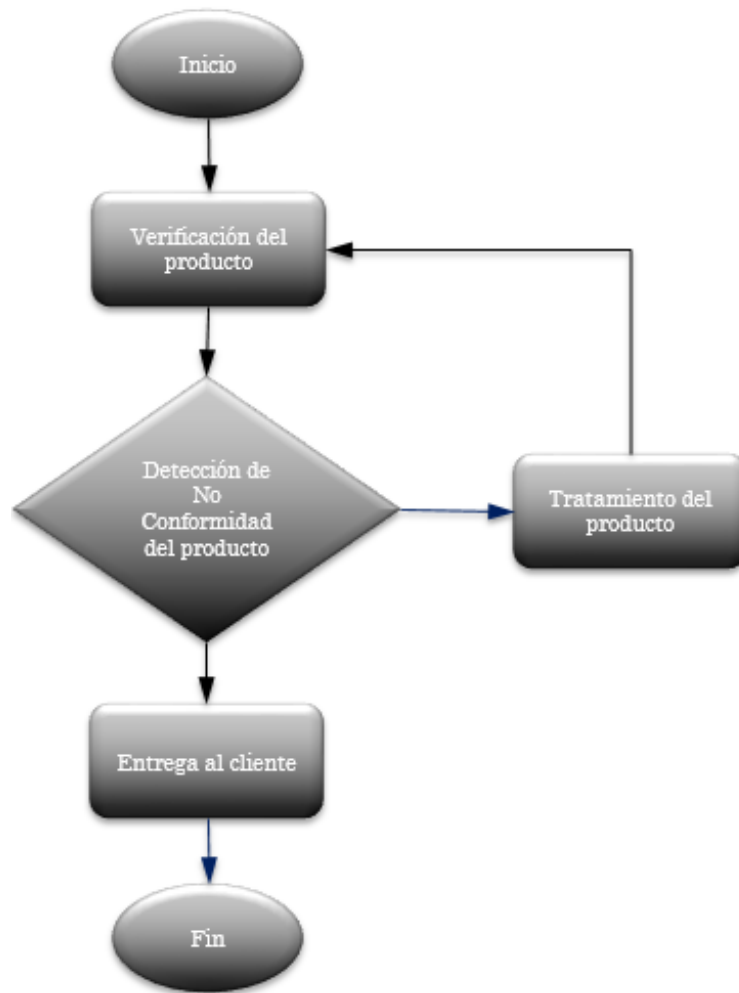 Inicio
Verificación del
producto
Detección de
No
Conformidad
del producto
Tratamiento del
producto
Entrega al cliente
Fin